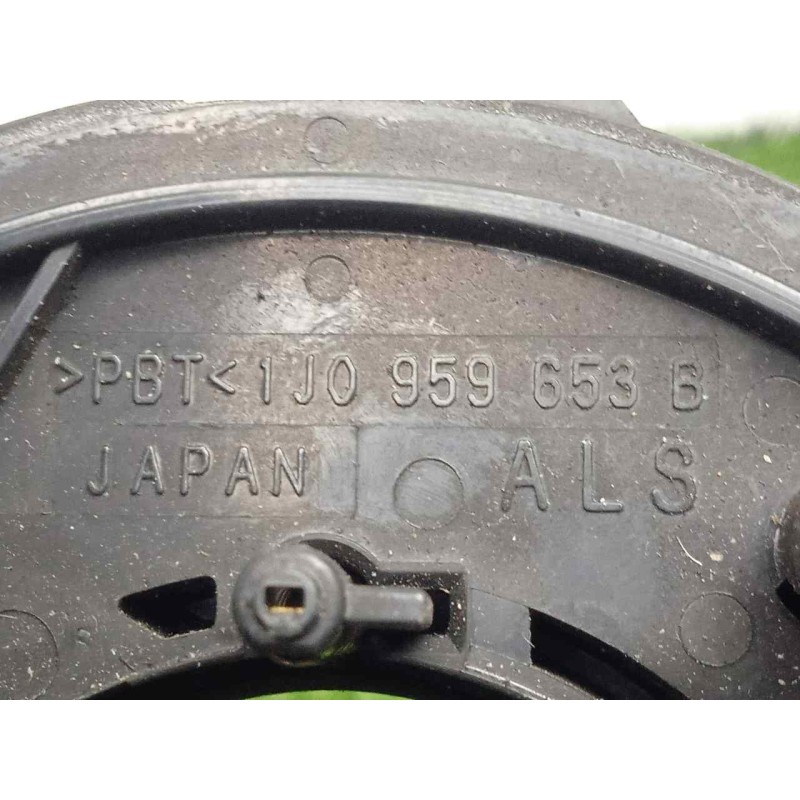 >PBT< 1J0 959 653 B
JAPAN ALS